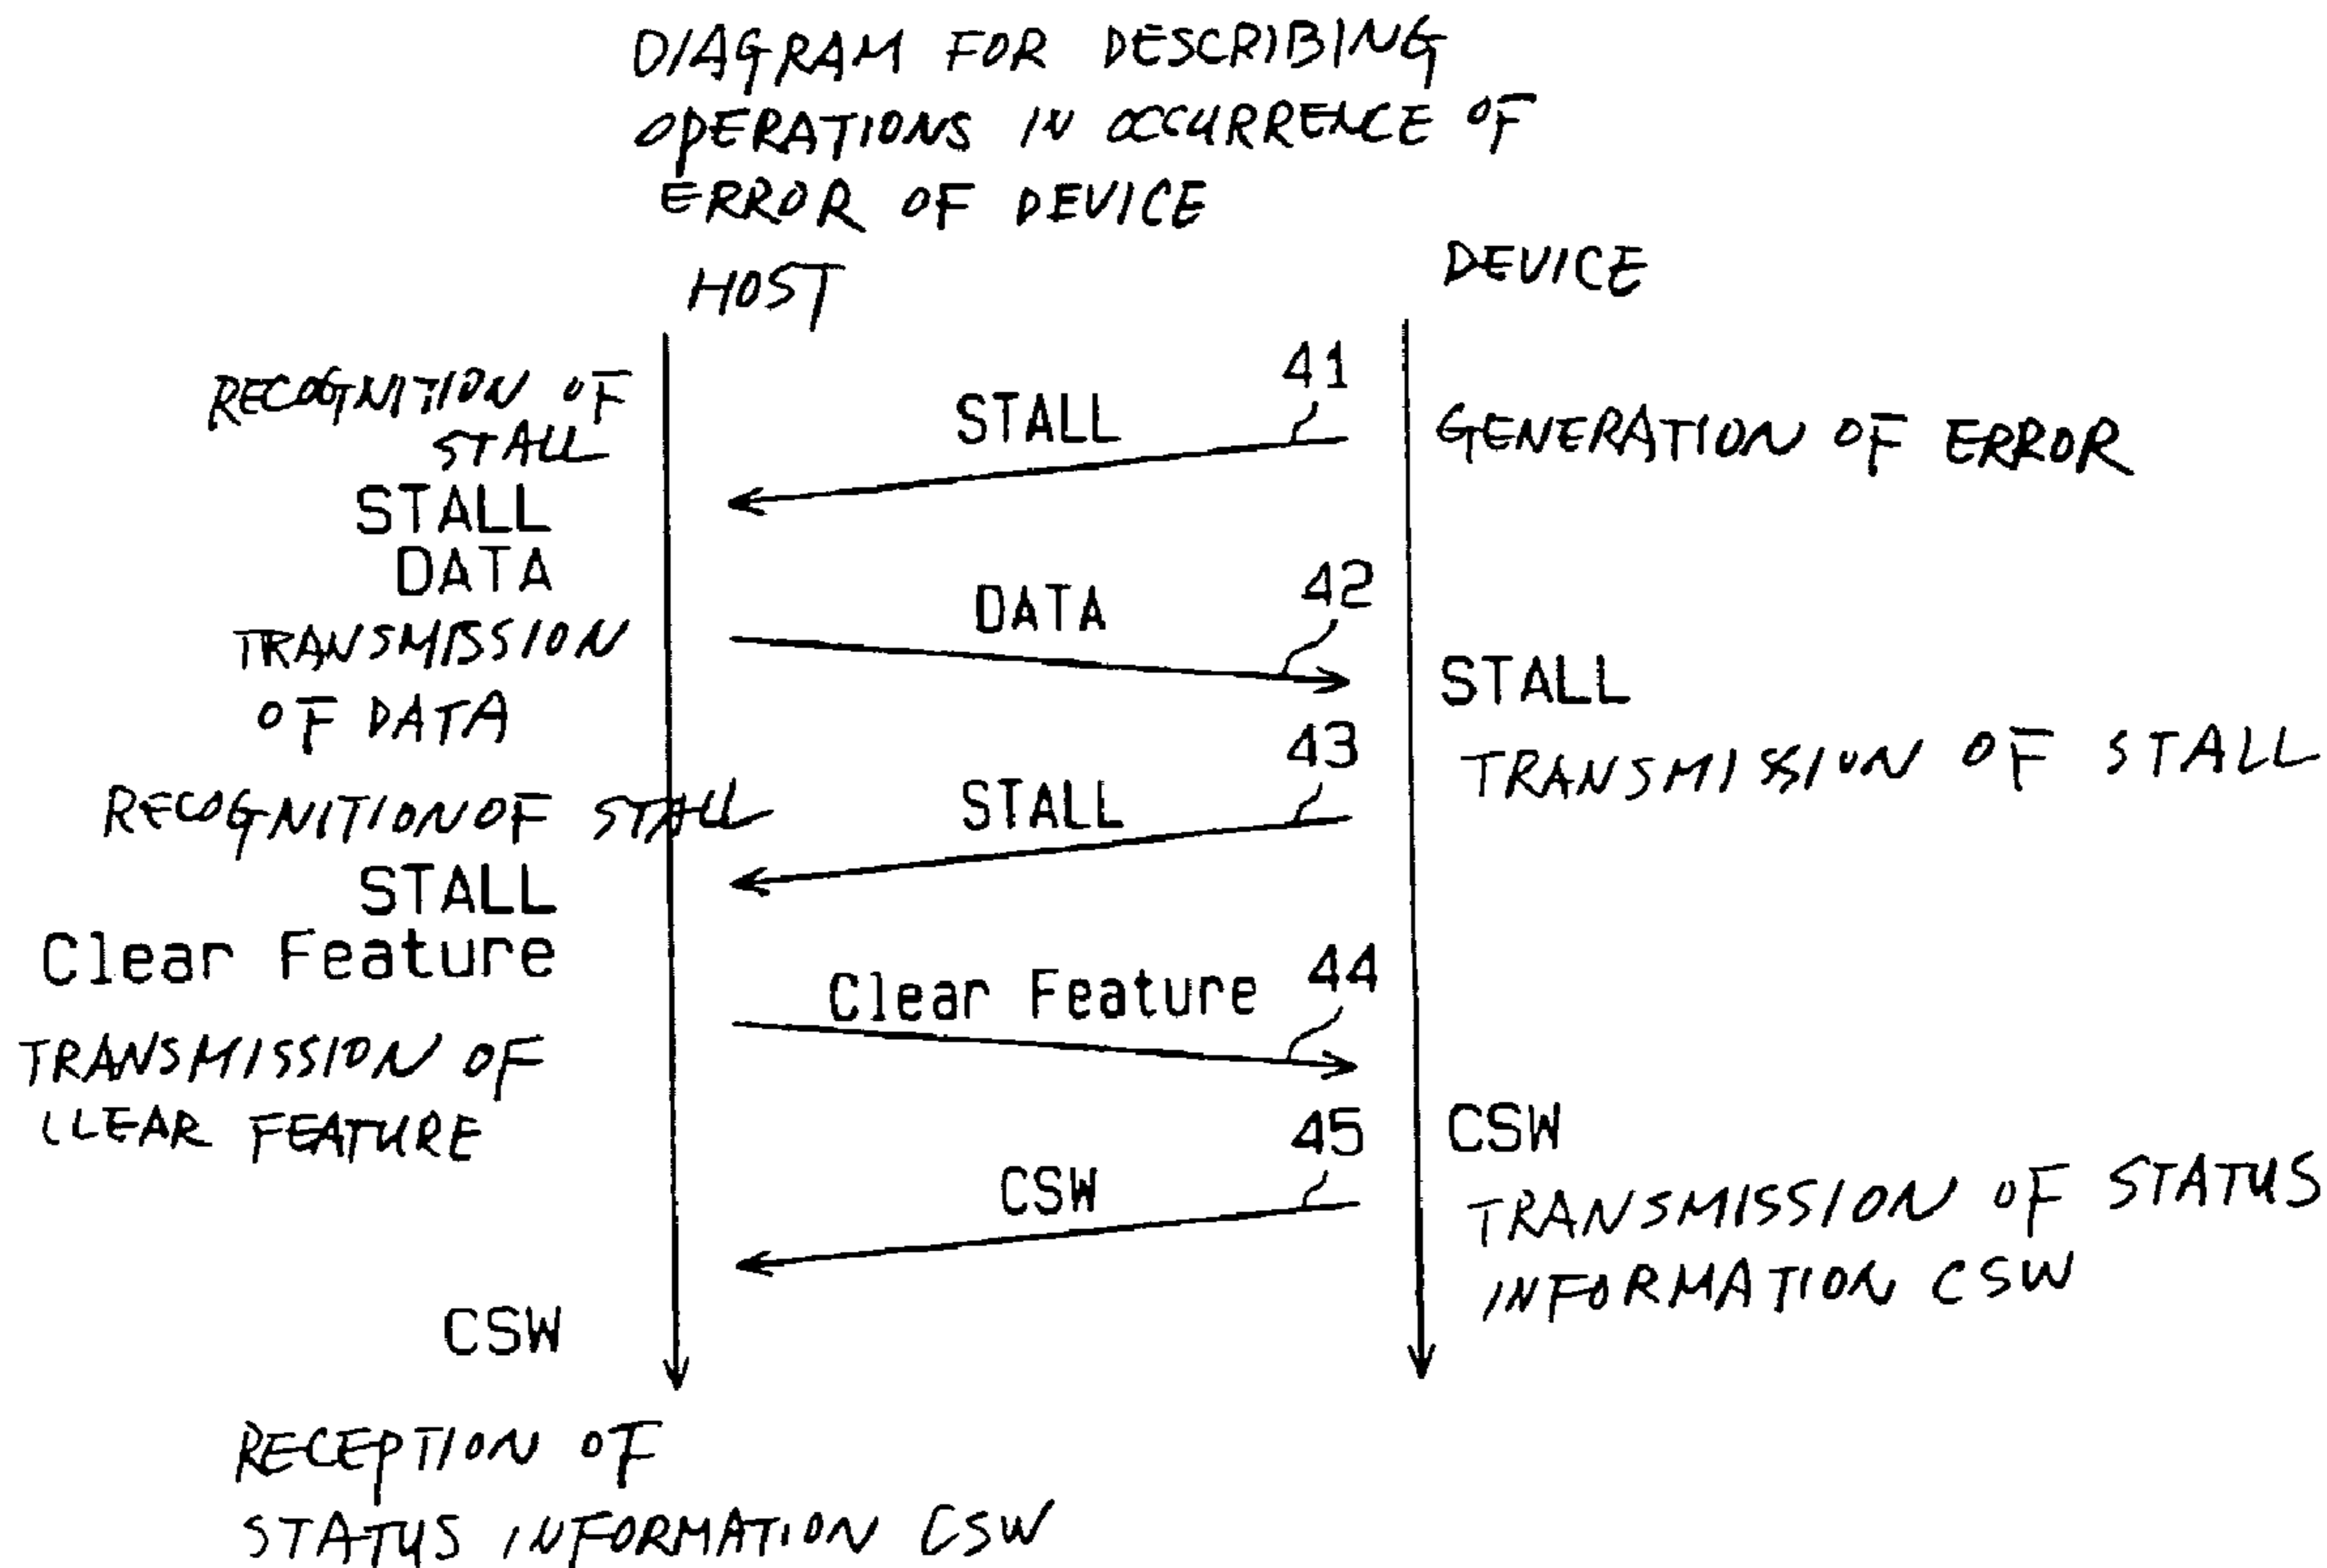 DIAGRAM FOR DESCRIBING
OPERATIONS IN OCCURRENCE OF
ERROR OF DEVICE
HOST
DEVICE
RECOGNITION OF
STALL
STALL
41
GENERATION OF ERROR
STALL
DATA
DATA
42
TRANSMISSION
OF DATA
STALL
TRANSMISSION OF STALL
43
RECOGNITION OF STALL
STALL
STALL
Clear Feature
Clear Feature
44
TRANSMISSION OF
CLEAR FEATURE
45
CSW
CSW
TRANSMISSION OF STATUS
INFORMATION CSW
CSW
RECEPTION OF
STATUS INFORMATION CSW